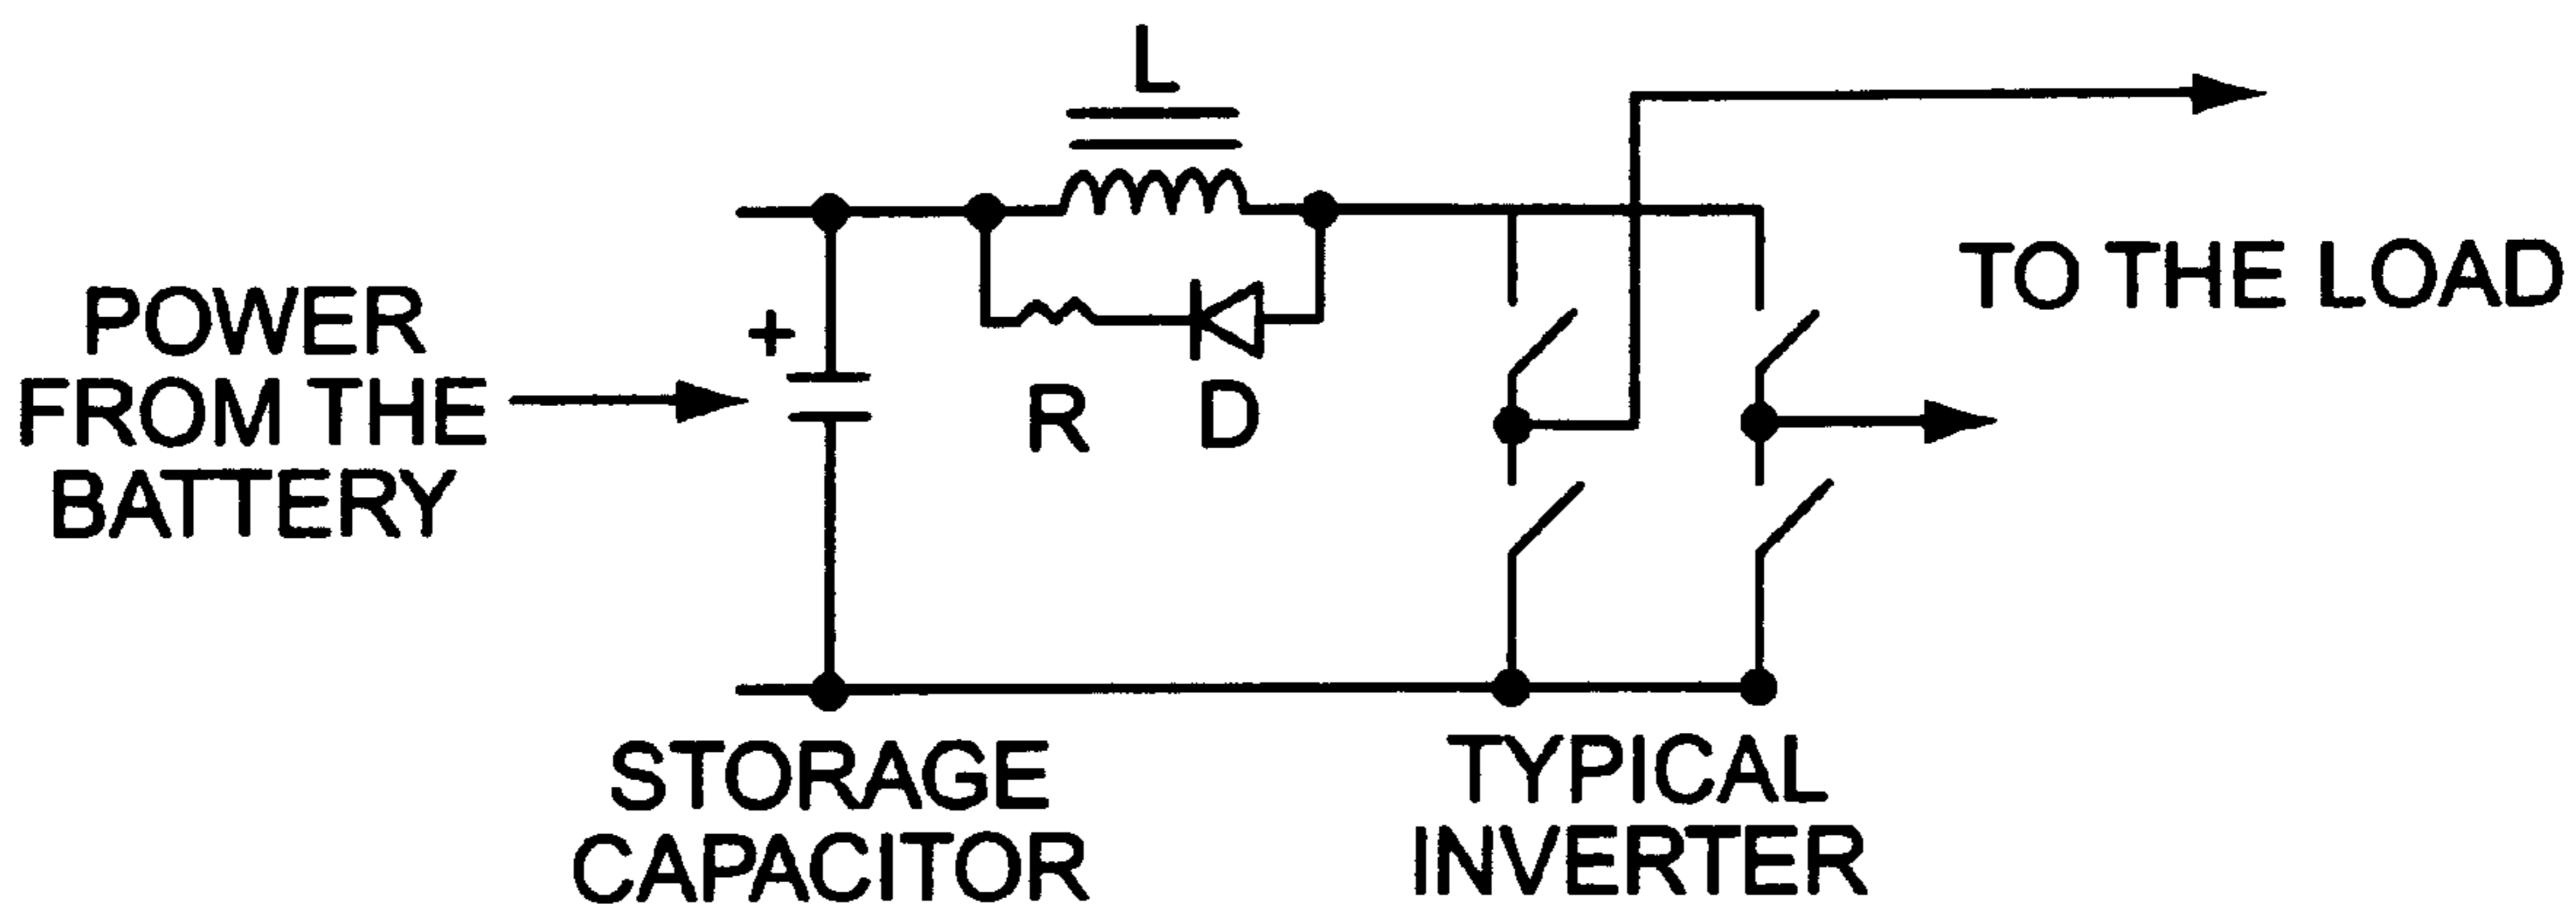 L
POWER
FROM THE
BATTERY
+
R
D
TO THE LOAD
STORAGE
CAPACITOR
TYPICAL
INVERTER